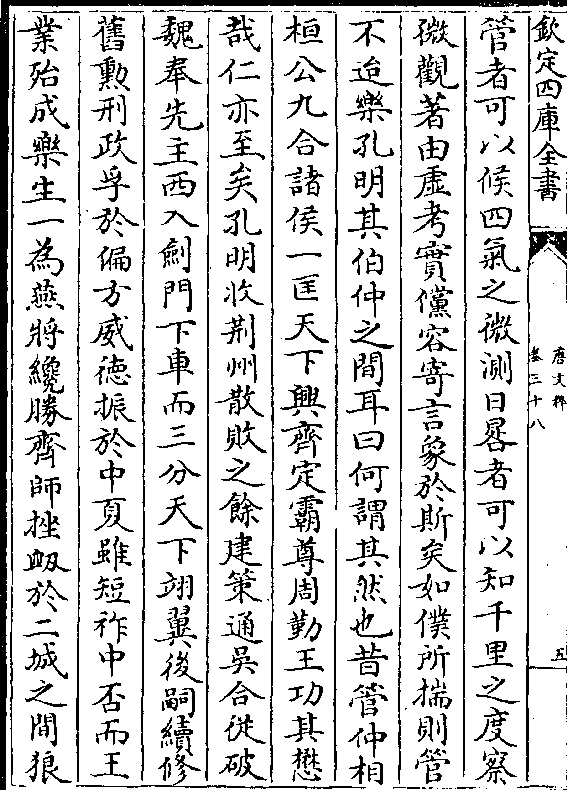 欽定四庫全書
唐文粹
卷三十八
五
管者可以候四氣之微測日晷者可以知千里之度察
微觀著由虛考實儻容寄言象於斯矣如僕所揣則管
不迨樂孔明其伯仲之間耳曰何謂其然也昔管仲相
桓公九合諸侯一匡天下興齊定霸尊周勤王功其懋
哉仁亦至矣孔明收荆州散敗之餘建策通吳合從破
魏奉先主西入劍門下車而三分天下翊翼後嗣續修
舊勲刑政孚於偏方威徳振於中夏雖短祚中否而王
業殆成樂生一為燕將纔勝齊師挫衂於二城之間狼